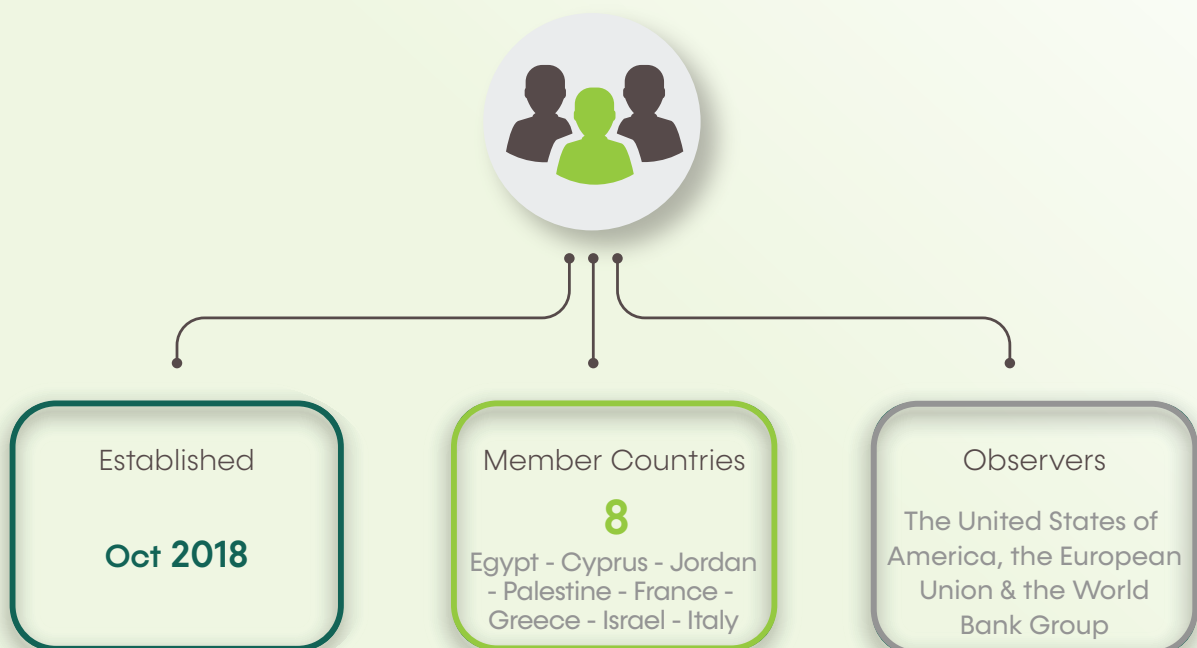 Established
Oct 2018
Member Countries
8
Egypt - Cyprus - Jordan
- Palestine - France -
Greece - Israel - Italy
Observers
The United States of
America, the European
Union & the World
Bank Group